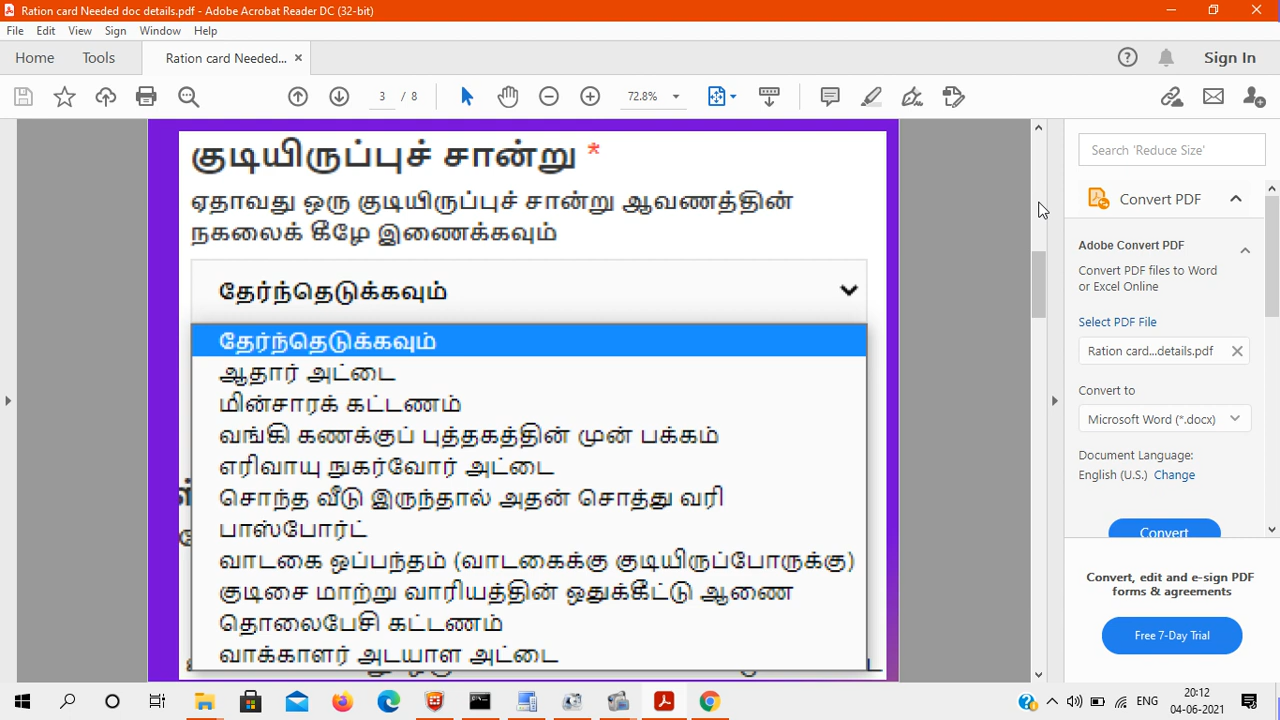 Ration card Needed doc details.pdf - Adobe Acrobat Reader DC (32-bit)
File Edit View Sign Window Help
Home Tools Ration card Needed... × Sign In
3 / 8 72.8%
குடியிருப்புச் சான்று *
ஏதாவது ஒரு குடியிருப்புச் சான்று ஆவணத்தின்
நகலைக் கீழே இணைக்கவும்
தேர்ந்தெடுக்கவும்
தேர்ந்தெடுக்கவும்
ஆதார் அட்டை
மின்சாரக் கட்டணம்
வங்கி கணக்குப் புத்தகத்தின் முன் பக்கம்
எரிவாயு நுகர்வோர் அட்டை
சொந்த வீடு இருந்தால் அதன் சொத்து வரி
பாஸ்போர்ட்
வாடகை ஒப்பந்தம் (வாடகைக்கு குடியிருப்போருக்கு)
குடிசை மாற்று வாரியத்தின் ஒதுக்கீட்டு ஆணை
தொலைபேசி கட்டணம்
வாக்காளர் அடயாள அட்டை
Search 'Reduce Size'
Convert PDF
Adobe Convert PDF
Convert PDF files to Word
or Excel Online
Select PDF File
Ration card...details.pdf
Convert to
Microsoft Word (*.docx)
Document Language:
English (U.S.) Change
Convert
Convert, edit and e-sign PDF
forms & agreements
Free 7-Day Trial
ENG
20:12
04-06-2021